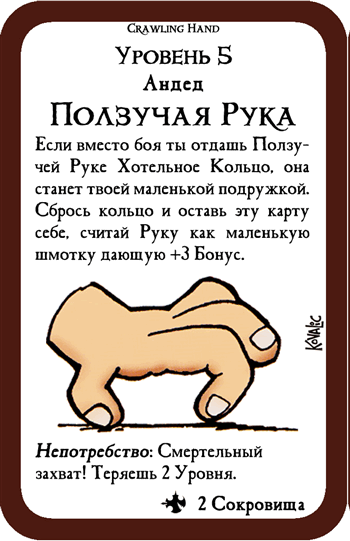 Crawling Hand
Уровень 5
Андед
Ползучая Рука
Если вместо боя ты отдашь Ползу-
чей Руке Хотельное Кольцо, она
станет твоей маленькой подружкой.
Сбрось кольцо и оставь эту карту
себе, считай Руку как маленькую
шмотку дающую +3 Бонус.
Kovalic
Непотребство: Смертельный
захват! Теряешь 2 Уровня.
2 Сокровища